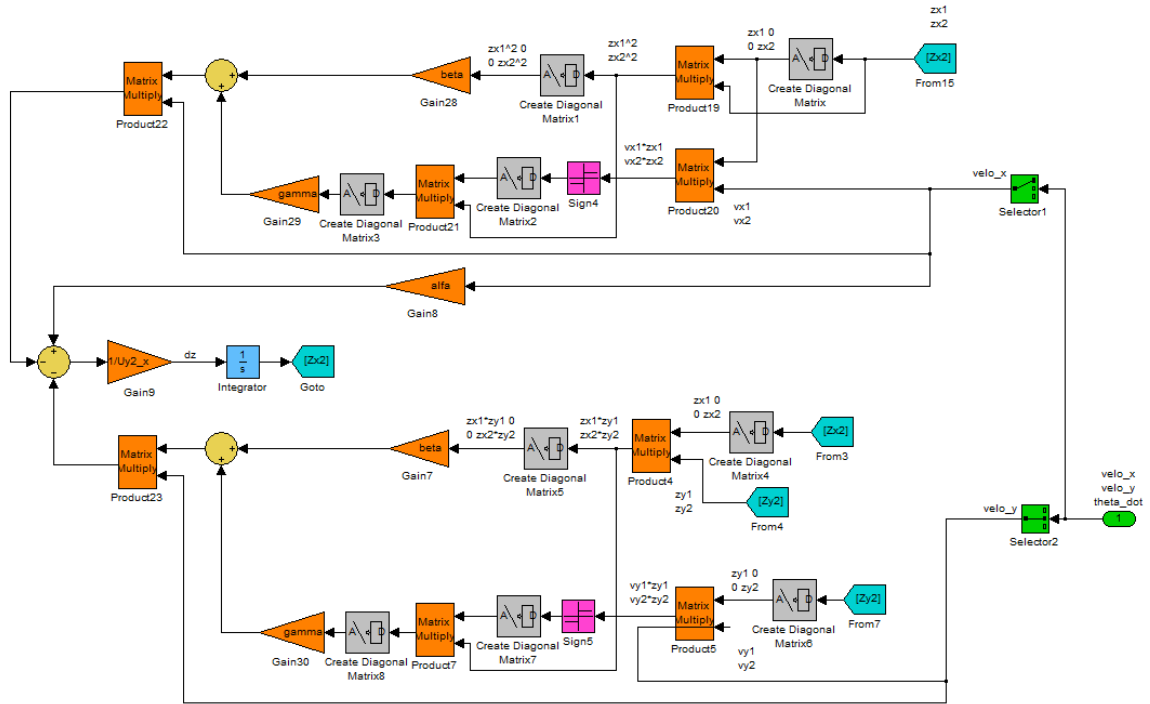 zx1
zx2
[Zx2]
From15
zx1 0
0 zx2
A
D
Create Diagonal
Matrix
zx1^2
zx2^2
Matrix
Multiply
Product19
A
D
Create Diagonal
Matrix1
zx1^2 0
0 zx2^2
beta
Gain28
+
+
Matrix
Multiply
Product22
vx1*zx1
vx2*zx2
Matrix
Multiply
Product20
vx1
vx2
Sign4
A
D
Create Diagonal
Matrix2
Matrix
Multiply
Product21
A
D
Create Diagonal
Matrix3
gamma
Gain29
velo_x
Selector1
alfa
Gain8
+
−
−
1/Uy2_x
Gain9
dz
1
s
Integrator
[Zx2]
Goto
zx1 0
0 zx2
A
D
Create Diagonal
Matrix4
[Zx2]
From3
zx1*zy1
zx2*zy2
Matrix
Multiply
Product4
zy1
zy2
[Zy2]
From4
A
D
Create Diagonal
Matrix5
zx1*zy1 0
0 zx2*zy2
beta
Gain7
+
+
Matrix
Multiply
Product23
velo_x
velo_y
theta_dot
1
velo_y
Selector2
zy1 0
0 zy2
A
D
Create Diagonal
Matrix6
[Zy2]
From7
vy1*zy1
vy2*zy2
Matrix
Multiply
Product5
vy1
vy2
Sign5
A
D
Create Diagonal
Matrix7
Matrix
Multiply
Product7
A
D
Create Diagonal
Matrix8
gamma
Gain30